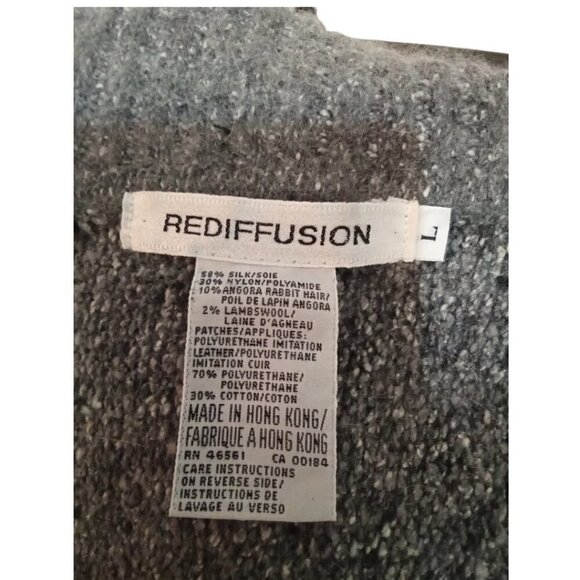 REDIFFUSION
L
58% SILK/SOIE
30% NYLON/POLYAMIDE
10% ANGORA RABBIT HAIR/
POIL DE LAPIN ANGORA
2% LAMBSWOOL/
LAINE D'AGNEAU
PATCHES/APPLIQUES:
POLYURETHANE IMITATION
LEATHER/POLYURETHANE
IMITATION CUIR
70% POLYURETHANE/
POLYURETHANE
30% COTTON/COTON
MADE IN HONG KONG/
FABRIQUE A HONG KONG
RN 46561 CA 00184
CARE INSTRUCTIONS
ON REVERSE SIDE/
INSTRUCTIONS DE
LAVAGE AU VERSO